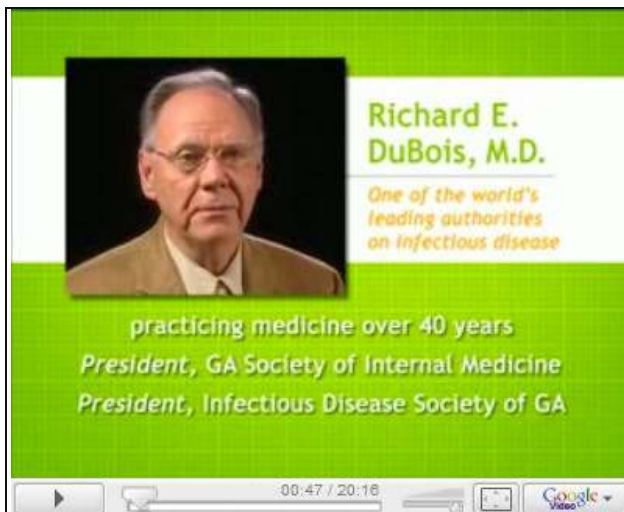 Richard E.
DuBois, M.D.
One of the world's
leading authorities
on infectious disease
practicing medicine over 40 years
President, GA Society of Internal Medicine
President, Infectious Disease Society of GA
00:47 / 20:16
Google
Video